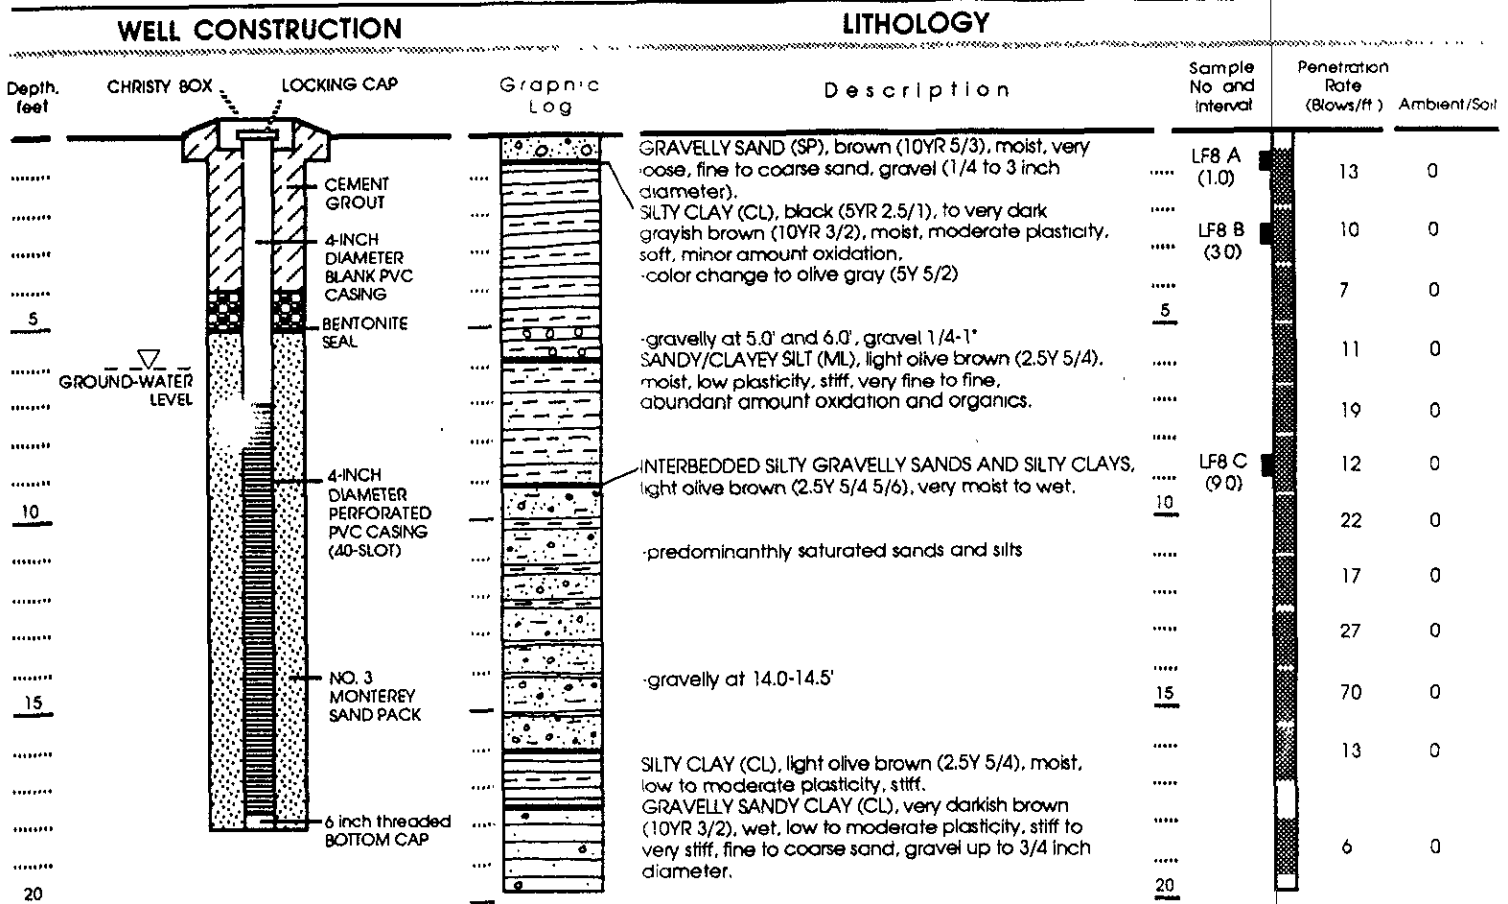 WELL CONSTRUCTION
LITHOLOGY
Depth, feet
CHRISTY BOX
LOCKING CAP
Graphic Log
Description
Sample No and Interval
Penetration Rate (Blows/ft)
Ambient/Soil
CEMENT
GROUT
4-INCH
DIAMETER
BLANK PVC
CASING
5
BENTONITE
SEAL
GROUND-WATER
LEVEL
4-INCH
DIAMETER
PERFORATED
PVC CASING
(40-SLOT)
10
NO. 3
MONTEREY
SAND PACK
15
6 inch threaded
BOTTOM CAP
20
GRAVELLY SAND (SP), brown (10YR 5/3), moist, very
oose, fine to coarse sand, gravel (1/4 to 3 inch
diameter).
SILTY CLAY (CL), black (5YR 2.5/1), to very dark
grayish brown (10YR 3/2), moist, moderate plasticity,
soft, minor amount oxidation.
-color change to olive gray (5Y 5/2)
-gravelly at 5.0' and 6.0', gravel 1/4-1"
SANDY/CLAYEY SILT (ML), light olive brown (2.5Y 5/4),
moist, low plasticity, stiff, very fine to fine,
abundant amount oxidation and organics.
INTERBEDDED SILTY GRAVELLY SANDS AND SILTY CLAYS,
light olive brown (2.5Y 5/4 5/6), very moist to wet.
-predominanthly saturated sands and silts
-gravelly at 14.0-14.5'
SILTY CLAY (CL), light olive brown (2.5Y 5/4), moist,
low to moderate plasticity, stiff.
GRAVELLY SANDY CLAY (CL), very darkish brown
(10YR 3/2), wet, low to moderate plasticity, stiff to
very stiff, fine to coarse sand, gravel up to 3/4 inch
diameter.
5
10
15
20
LF8 A
(1.0)
LF8 B
(3 0)
LF8 C
(9 0)
13 0
10 0
7 0
11 0
19 0
12 0
22 0
17 0
27 0
70 0
13 0
6 0